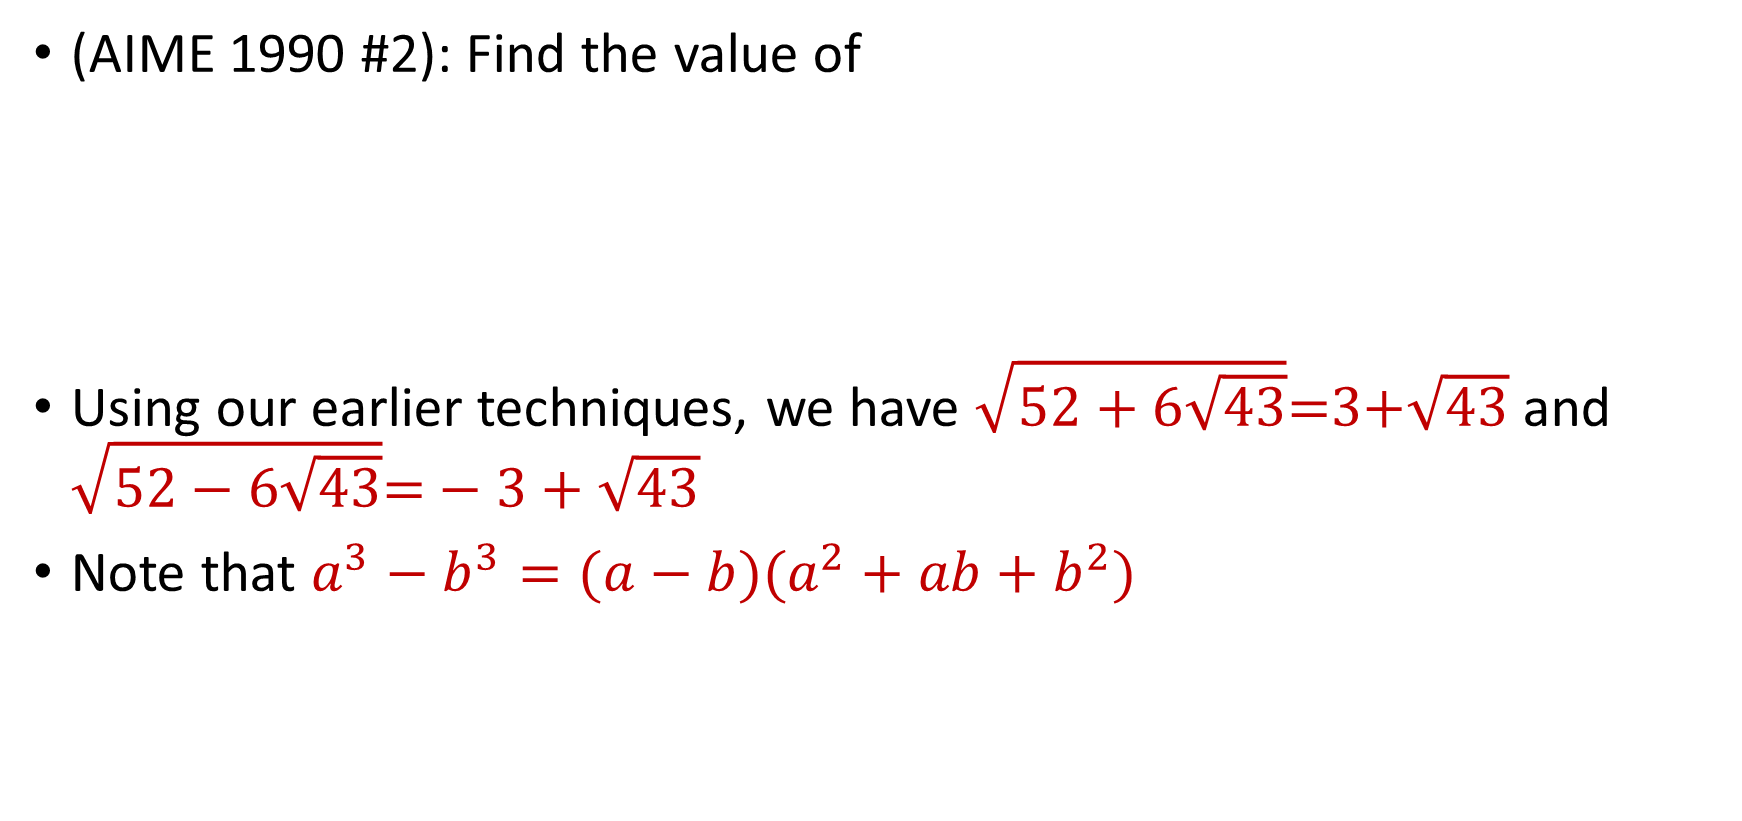 • (AIME 1990 #2): Find the value of
• Using our earlier techniques, we have √(52 + 6√43)=3+√43 and
√(52 − 6√43)= − 3 + √43
• Note that a³ − b³ = (a − b)(a² + ab + b²)